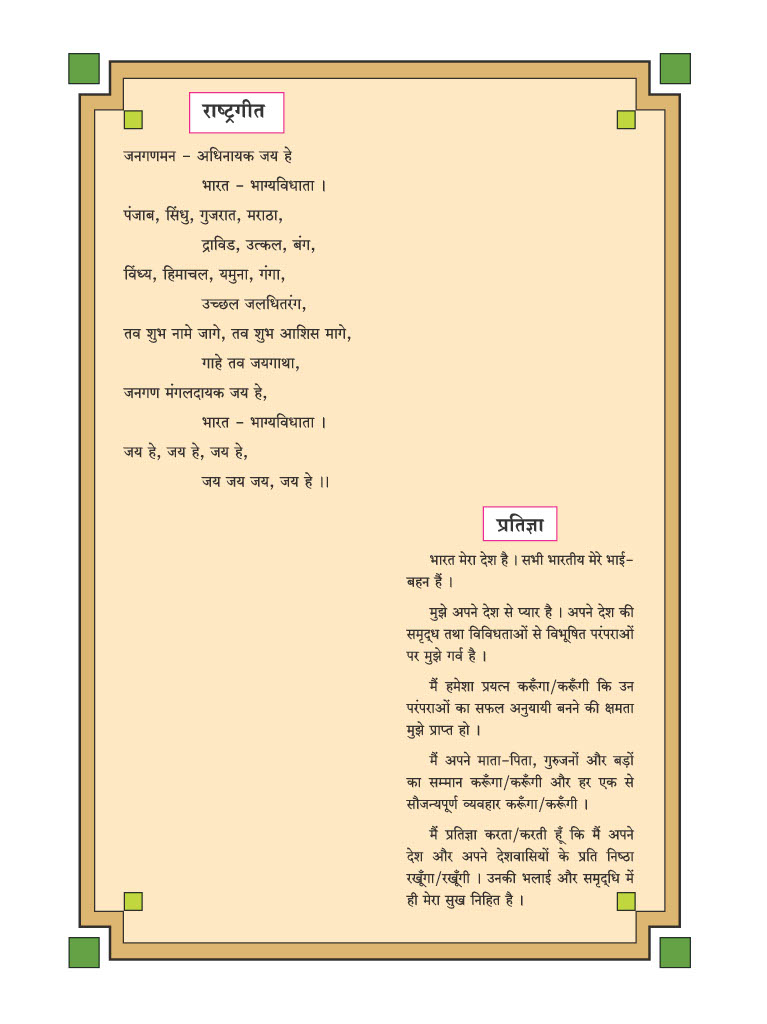 राष्ट्रगीत
जनगणमन - अधिनायक जय हे
भारत - भाग्यविधाता ।
पंजाब, सिंधु, गुजरात, मराठा,
द्राविड, उत्कल, बंग,
विंध्य, हिमाचल, यमुना, गंगा,
उच्छल जलधितरंग,
तव शुभ नामे जागे, तव शुभ आशिस मागे,
गाहे तव जयगाथा,
जनगण मंगलदायक जय हे,
भारत - भाग्यविधाता ।
जय हे, जय हे, जय हे,
जय जय जय, जय हे ।।
प्रतिज्ञा
भारत मेरा देश है । सभी भारतीय मेरे भाई-
बहन हैं ।
मुझे अपने देश से प्यार है । अपने देश की
समृद्ध तथा विविधताओं से विभूषित परंपराओं
पर मुझे गर्व है ।
मैं हमेशा प्रयत्न करूँगा/करूँगी कि उन
परंपराओं का सफल अनुयायी बनने की क्षमता
मुझे प्राप्त हो ।
मैं अपने माता-पिता, गुरुजनों और बड़ों
का सम्मान करूँगा/करूँगी और हर एक से
सौजन्यपूर्ण व्यवहार करूँगा/करूँगी ।
मैं प्रतिज्ञा करता/करती हूँ कि मैं अपने
देश और अपने देशवासियों के प्रति निष्ठा
रखूँगा/रखूँगी । उनकी भलाई और समृद्धि में
ही मेरा सुख निहित है ।